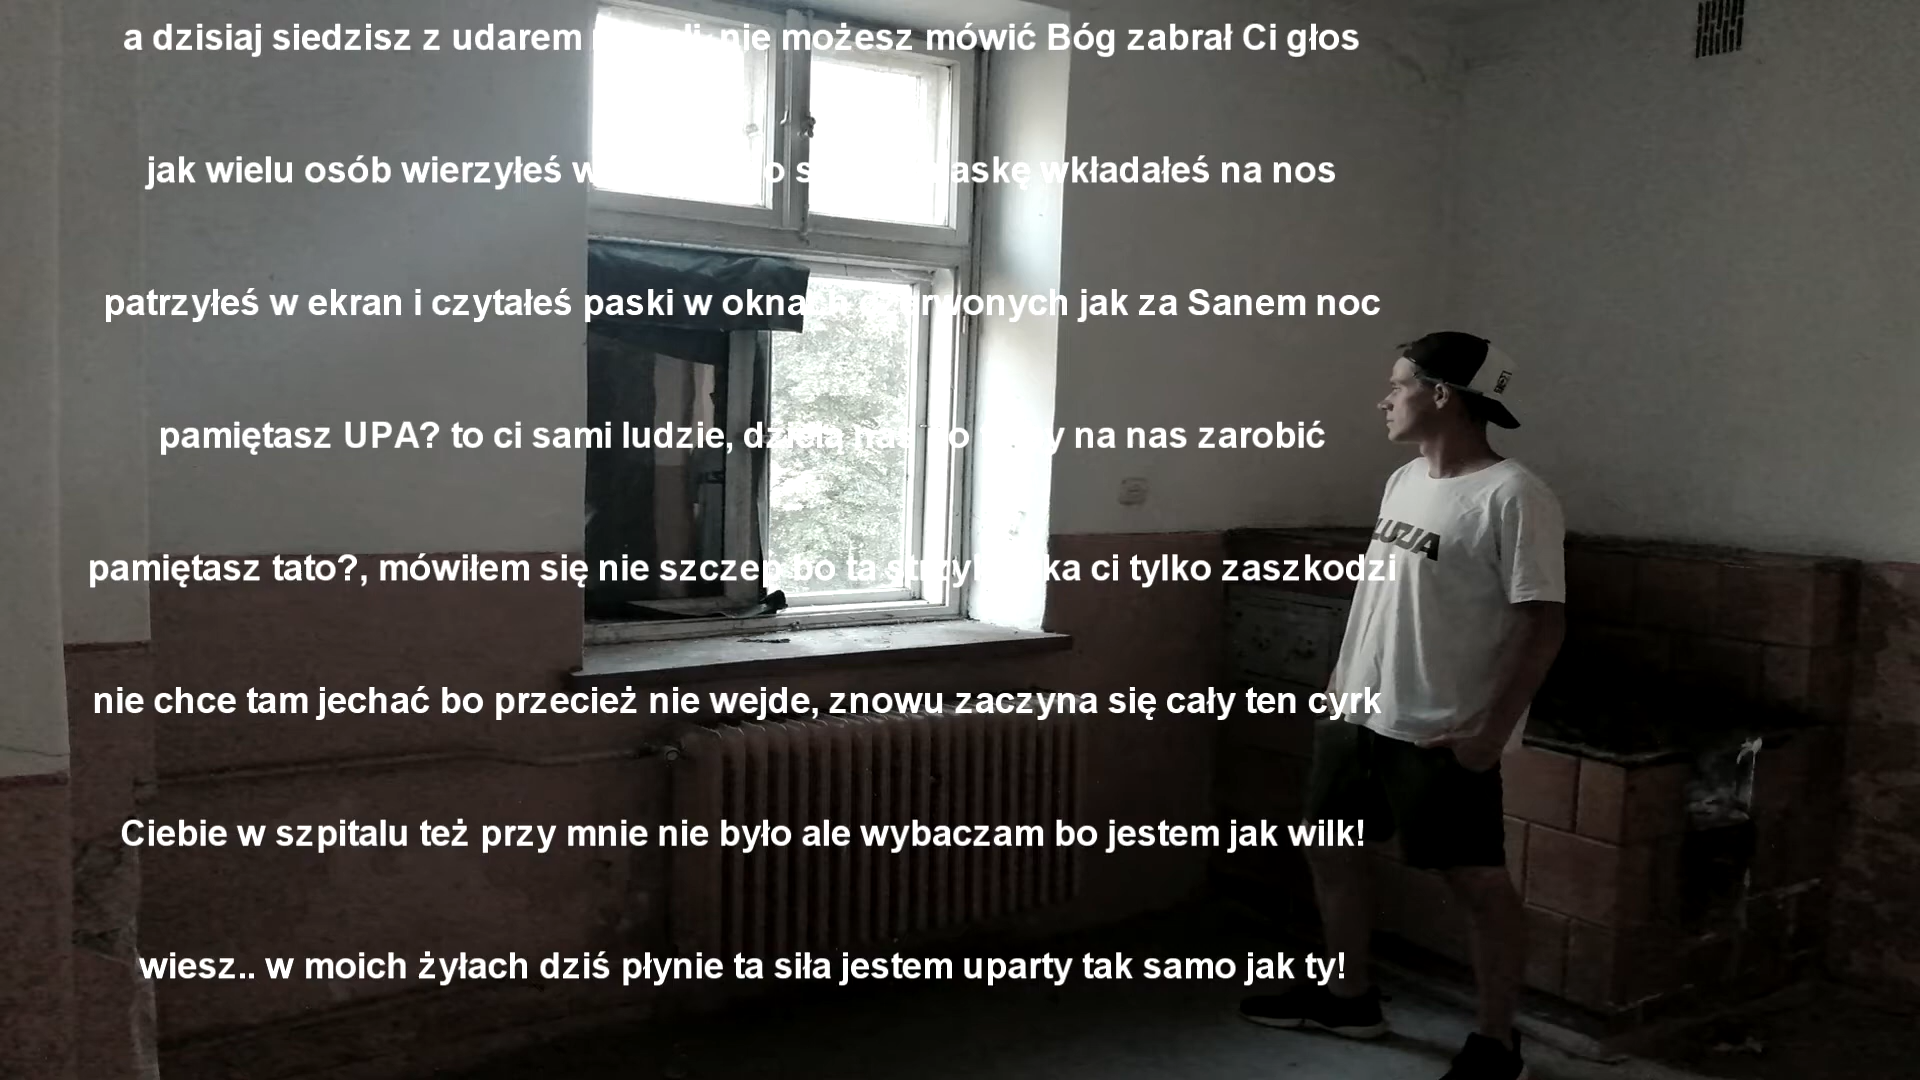 a dzisiaj siedzisz z udarem nie możesz mówić Bóg zabrał Ci głos
jak wielu osób wierzyłeś wkładałeś na nos
patrzyłeś w ekran i czytałeś paski w oknach czerwonych jak za Sanem noc
pamiętasz UPA? to ci sami ludzie, dzielą nas na nas zarobić
LUZJA
pamiętasz tato?, mówiłem się nie szczep bo ta ci tylko zaszkodzi
nie chce tam jechać bo przecież nie wejde, znowu zaczyna się cały ten cyrk
Ciebie w szpitalu też przy mnie nie było ale wybaczam bo jestem jak wilk!
wiesz.. w moich żyłach dziś płynie ta siła jestem uparty tak samo jak ty!